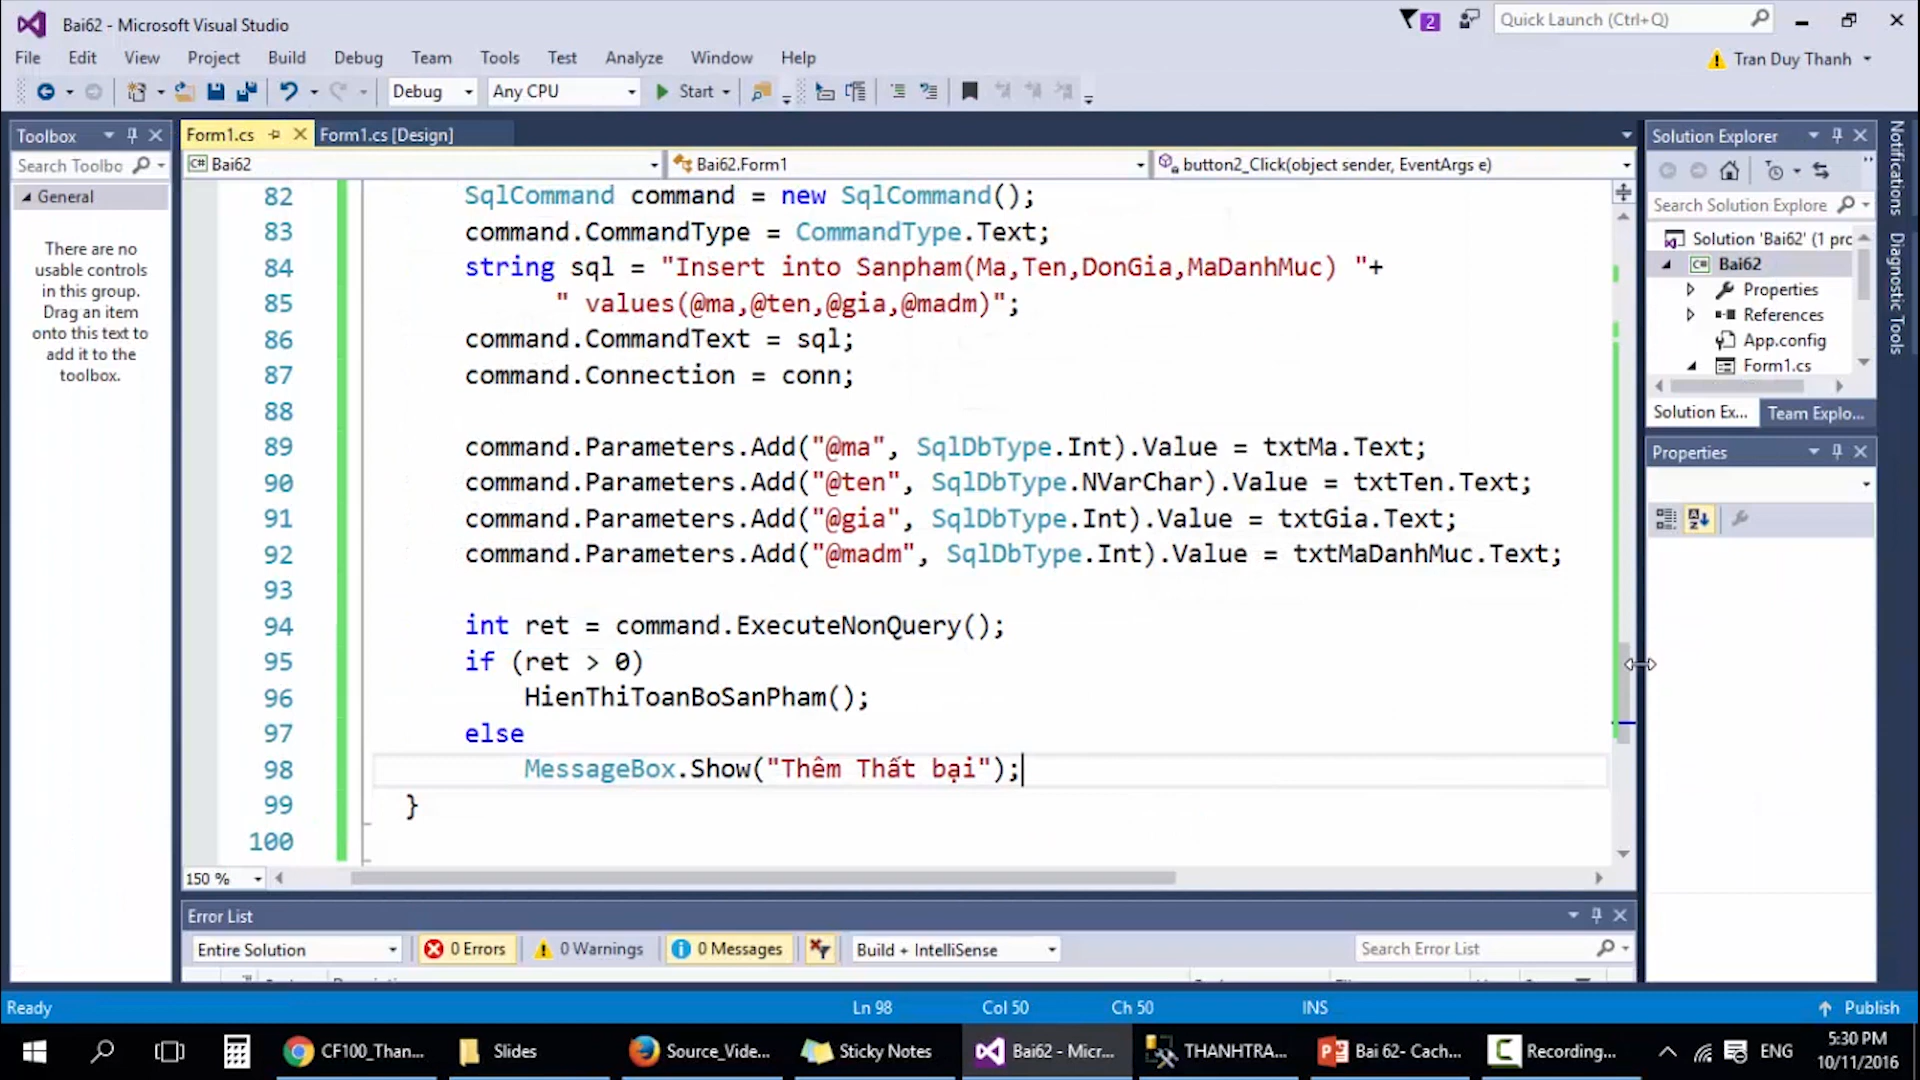 Bai62 - Microsoft Visual Studio
2
Quick Launch (Ctrl+Q)
File Edit View Project Build Debug Team Tools Test Analyze Window Help
Tran Duy Thanh
Debug Any CPU Start
Toolbox
Search Toolbo
General
There are no
usable controls
in this group.
Drag an item
onto this text to
add it to the
toolbox.
Form1.cs Form1.cs [Design]
Bai62 Bai62.Form1 button2_Click(object sender, EventArgs e)
82 SqlCommand command = new SqlCommand();
83 command.CommandType = CommandType.Text;
84 string sql = "Insert into Sanpham(Ma,Ten,DonGia,MaDanhMuc) "+
85 " values(@ma,@ten,@gia,@madm)";
86 command.CommandText = sql;
87 command.Connection = conn;
88
89 command.Parameters.Add("@ma", SqlDbType.Int).Value = txtMa.Text;
90 command.Parameters.Add("@ten", SqlDbType.NVarChar).Value = txtTen.Text;
91 command.Parameters.Add("@gia", SqlDbType.Int).Value = txtGia.Text;
92 command.Parameters.Add("@madm", SqlDbType.Int).Value = txtMaDanhMuc.Text;
93
94 int ret = command.ExecuteNonQuery();
95 if (ret > 0)
96 HienThiToanBoSanPham();
97 else
98 MessageBox.Show("Thêm Thất bại");
99 }
100
150 %
Solution Explorer
Search Solution Explore
Solution 'Bai62' (1 prc
C# Bai62
Properties
References
App.config
Form1.cs
Solution Ex... Team Explo...
Properties
Notifications
Diagnostic Tools
Error List
Entire Solution 0 Errors 0 Warnings 0 Messages Build + IntelliSense Search Error List
Ready Ln 98 Col 50 Ch 50 INS Publish
CF100_Than... Slides Source_Vide... Sticky Notes Bai62 - Micr... THANHTRA... Bai 62- Cach... Recording...
ENG
5:30 PM
10/11/2016